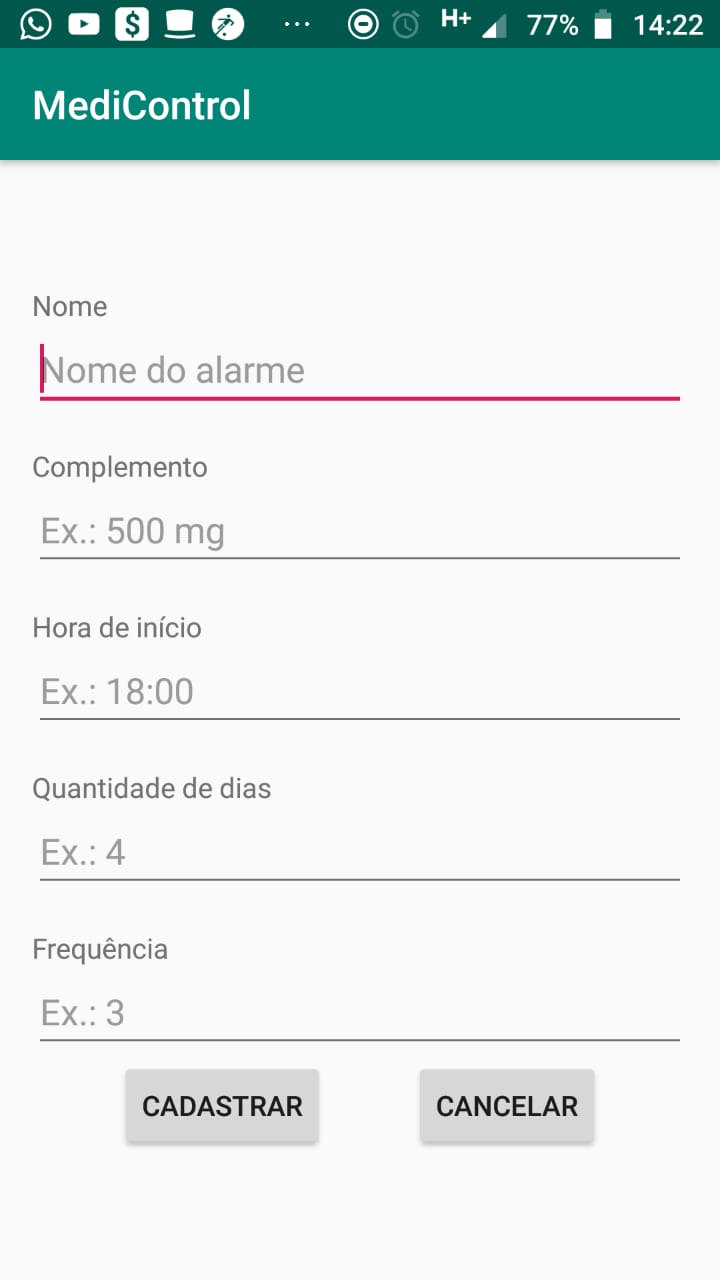 H+ 77% 14:22
MediControl
Nome
Nome do alarme
Complemento
Ex.: 500 mg
Hora de início
Ex.: 18:00
Quantidade de dias
Ex.: 4
Frequência
Ex.: 3
CADASTRAR CANCELAR